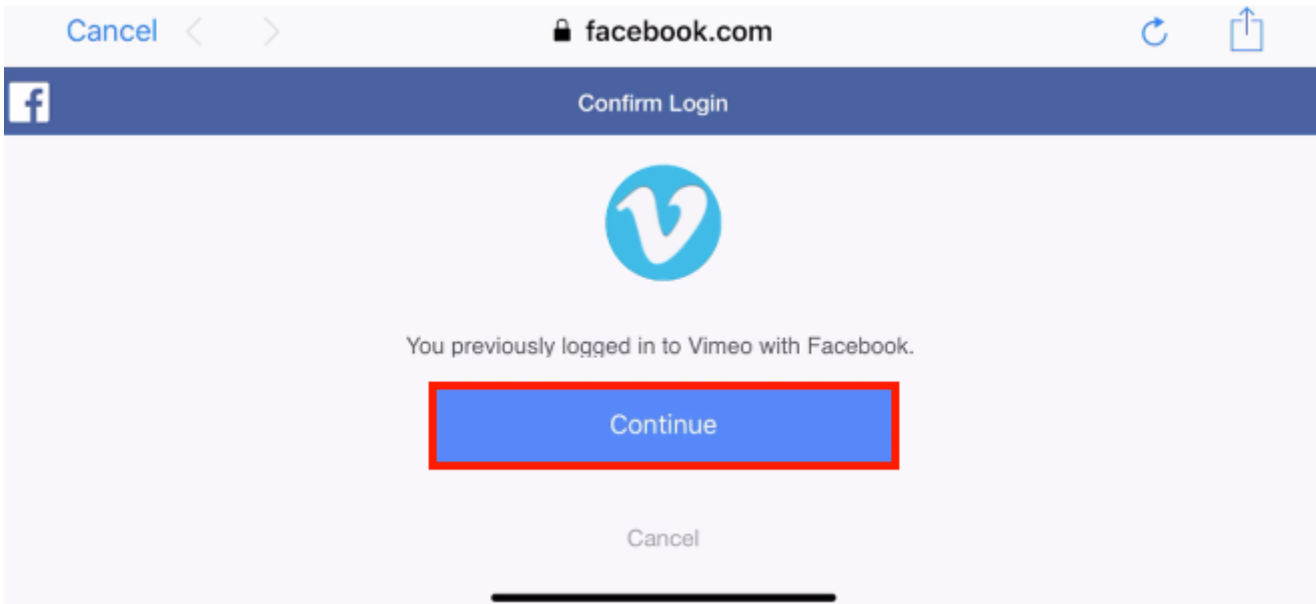 Cancel facebook.com
Confirm Login
You previously logged in to Vimeo with Facebook.
Continue
Cancel